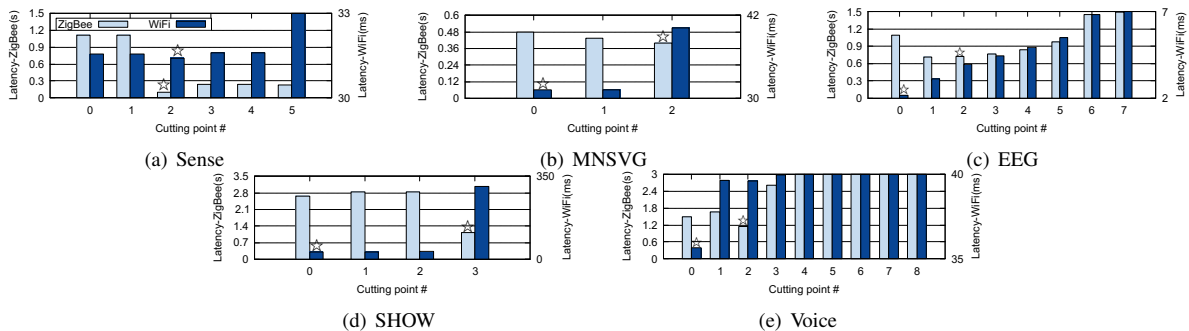 ZigBee WiFi
Latency-ZigBee(s)
1.5
1.2
0.9
0.6
0.3
0
33
30
Latency-WiFi(ms)
0 1 2 3 4 5
Cutting point #
(a) Sense
Latency-ZigBee(s)
0.6
0.48
0.36
0.24
0.12
0
42
30
Latency-WiFi(ms)
0 1 2
Cutting point #
(b) MNSVG
Latency-ZigBee(s)
1.5
1.2
0.9
0.6
0.3
0
7
2
Latency-WiFi(ms)
0 1 2 3 4 5 6 7
Cutting point #
(c) EEG
Latency-ZigBee(s)
3.5
2.8
2.1
1.4
0.7
0
350
0
Latency-WiFi(ms)
0 1 2 3
Cutting point #
(d) SHOW
Latency-ZigBee(s)
3
2.4
1.8
1.2
0.6
0
40
35
Latency-WiFi(ms)
0 1 2 3 4 5 6 7 8
Cutting point #
(e) Voice